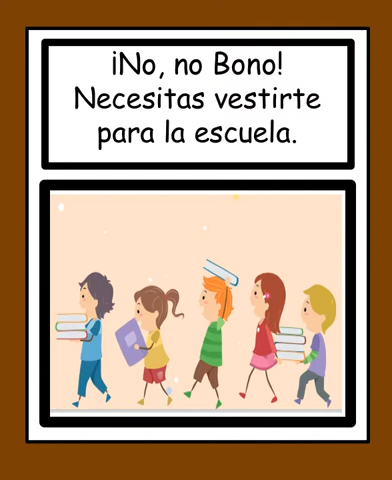 ¡No, no Bono!
Necesitas vestirte
para la escuela.